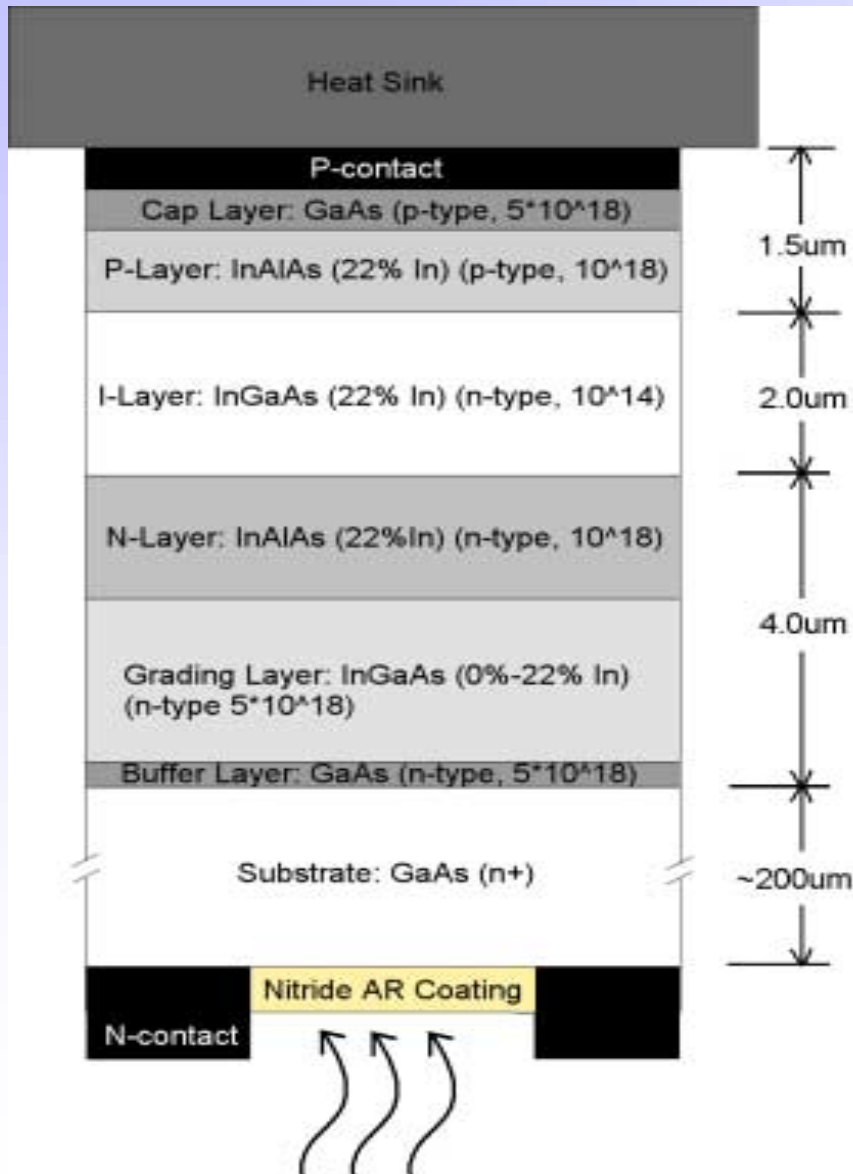 Heat Sink
P-contact
Cap Layer: GaAs (p-type, 5*10^18)
1.5um
P-Layer: InAlAs (22% In) (p-type, 10^18)
I-Layer: InGaAs (22% In) (n-type, 10^14)
2.0um
N-Layer: InAlAs (22%In) (n-type, 10^18)
4.0um
Grading Layer: InGaAs (0%-22% In)
(n-type 5*10^18)
Buffer Layer: GaAs (n-type, 5*10^18)
Substrate: GaAs (n+)
~200um
Nitride AR Coating
N-contact